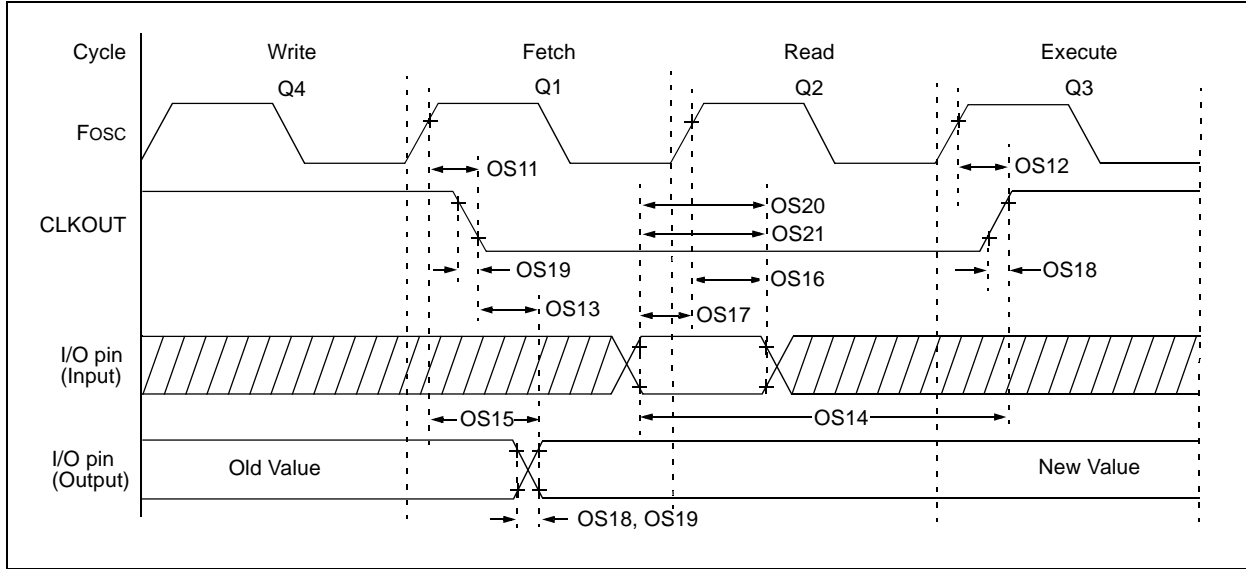 Cycle Write Fetch Read Execute
Q4 Q1 Q2 Q3
FOSC
OS11 OS12
CLKOUT
OS20
OS21
OS19 OS16 OS18
OS13 OS17
I/O pin
(Input)
OS15 OS14
I/O pin
(Output)
Old Value New Value
OS18, OS19